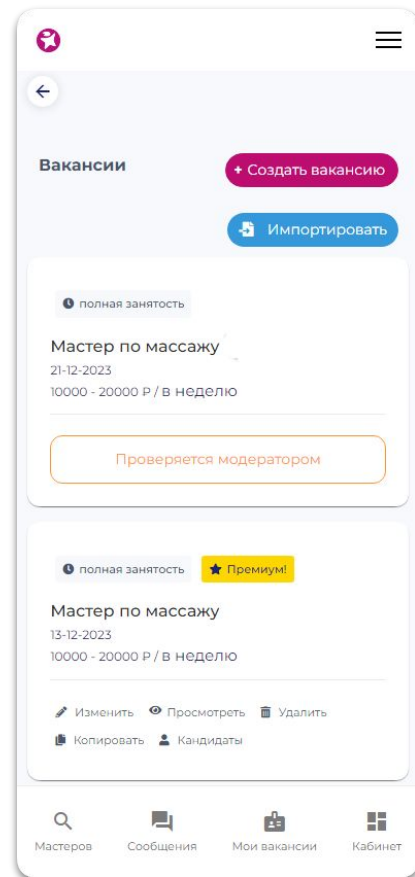 Вакансии
+ Создать вакансию
Импортировать
полная занятость
Мастер по массажу
21-12-2023
10000 - 20000 Р / в неделю
Проверяется модератором
полная занятость Премиум!
Мастер по массажу
13-12-2023
10000 - 20000 Р / в неделю
Изменить Просмотреть Удалить
Копировать Кандидаты
Мастеров Сообщения Мои вакансии Кабинет